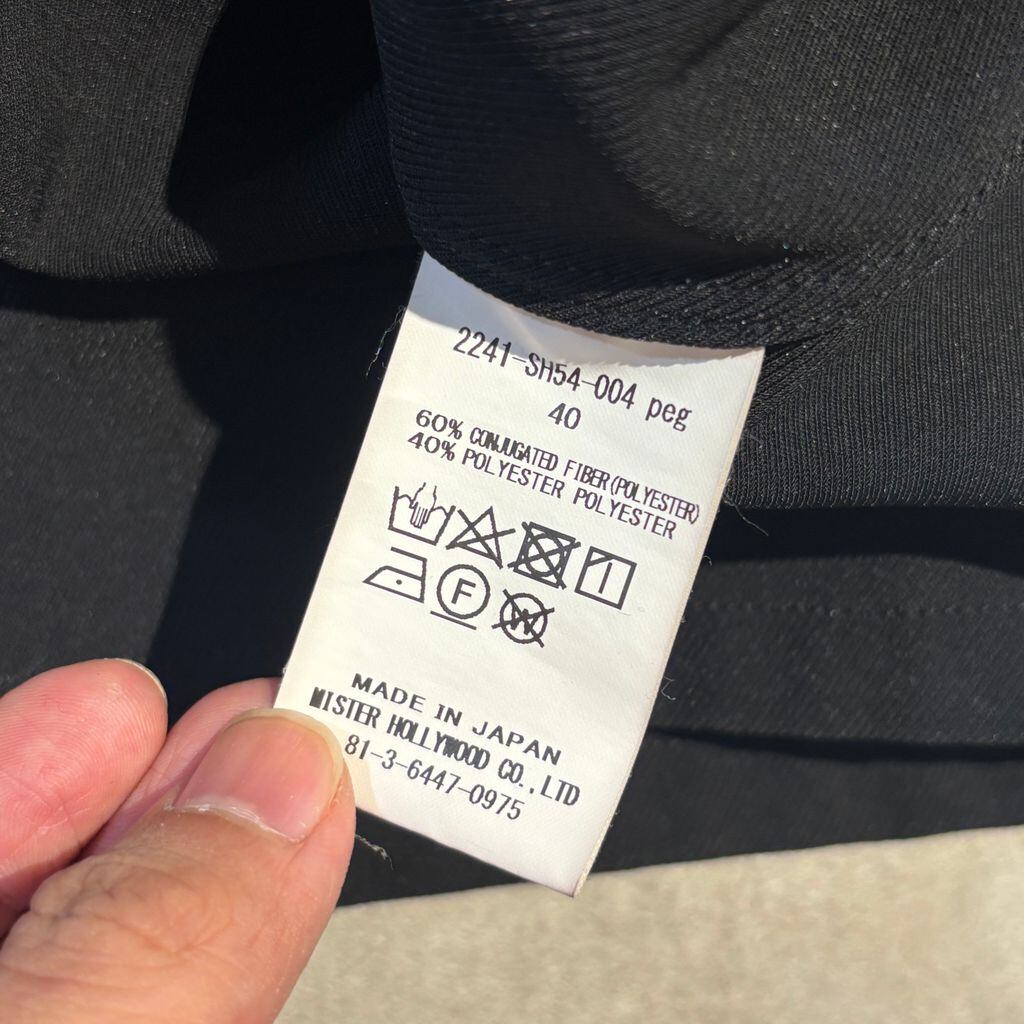 2241-SH54-004 peg
40
60% CONJUGATED FIBER(POLYESTER)
40% POLYESTER POLYESTER POLYESTER
F
W
MADE IN JAPAN
MISTER HOLLYWOOD CO.,LTD
81-3-6447-0975